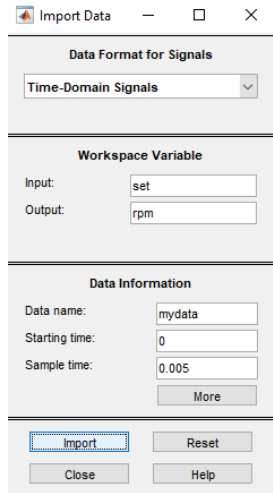 Import Data
Data Format for Signals
Time-Domain Signals
Workspace Variable
Input: set
Output: rpm
Data Information
Data name: mydata
Starting time: 0
Sample time: 0.005
More
Import Reset
Close Help